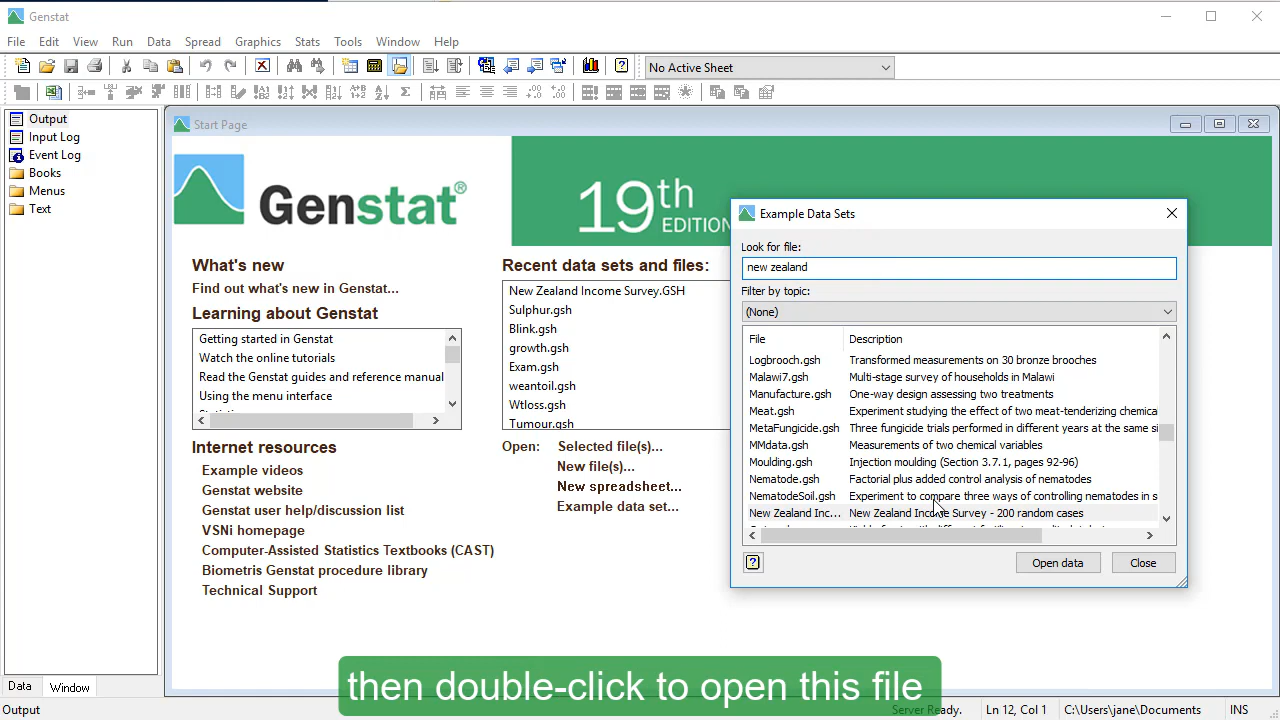 Genstat
File Edit View Run Data Spread Graphics Stats Tools Window Help
No Active Sheet
Output
Input Log
Event Log
Books
Menus
Text
Start Page
Genstat®
19th
EDITION
What's new
Find out what's new in Genstat...
Learning about Genstat
Getting started in Genstat
Watch the online tutorials
Read the Genstat guides and reference manual
Using the menu interface
Internet resources
Example videos
Genstat website
Genstat user help/discussion list
VSNi homepage
Computer-Assisted Statistics Textbooks (CAST)
Biometris Genstat procedure library
Technical Support
Recent data sets and files:
New Zealand Income Survey.GSH
Sulphur.gsh
Blink.gsh
growth.gsh
Exam.gsh
weantoil.gsh
Wtloss.gsh
Tumour.gsh
Open: Selected file(s)...
New file(s)...
New spreadsheet...
Example data set...
Example Data Sets
Look for file:
new zealand
Filter by topic:
(None)
File Description
Logbrooch.gsh Transformed measurements on 30 bronze brooches
Malawi7.gsh Multi-stage survey of households in Malawi
Manufacture.gsh One-way design assessing two treatments
Meat.gsh Experiment studying the effect of two meat-tenderizing chemica
MetaFungicide.gsh Three fungicide trials performed in different years at the same si
MMdata.gsh Measurements of two chemical variables
Moulding.gsh Injection moulding (Section 3.7.1, pages 92-96)
Nematode.gsh Factorial plus added control analysis of nematodes
NematodeSoil.gsh Experiment to compare three ways of controlling nematodes in s
New Zealand Inc... New Zealand Income Survey - 200 random cases
Open data Close
then double-click to open this file
Data Window
Output Server Ready. Ln 12, Col 1 C:\Users\jane\Documents INS